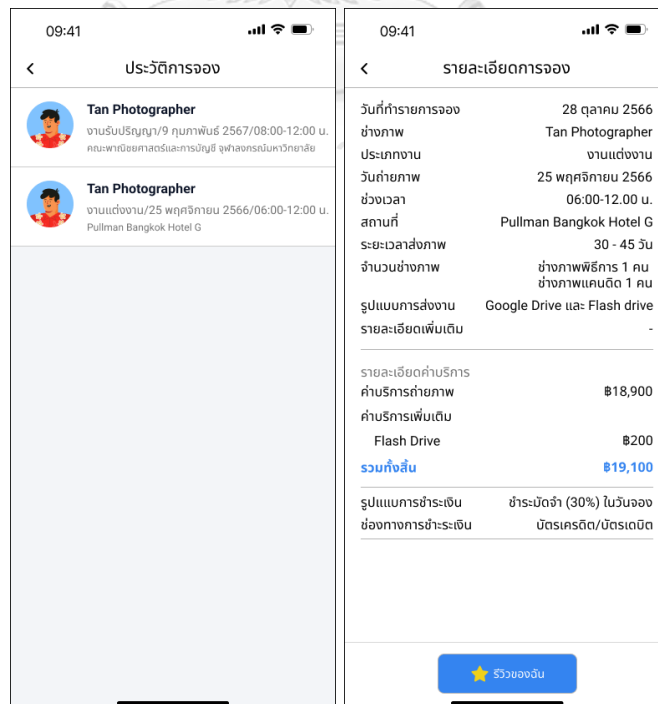 09:41
ประวัติการจอง
Tan Photographer
งานรับปริญญา/9 กุมภาพันธ์ 2567/08:00-12:00 น.
คณะพาณิชยศาสตร์และการบัญชี จุฬาลงกรณ์มหาวิทยาลัย
Tan Photographer
งานแต่งงาน/25 พฤศจิกายน 2566/06:00-12:00 น.
Pullman Bangkok Hotel G
09:41
รายละเอียดการจอง
วันที่ทำรายการจอง 28 ตุลาคม 2566
ช่างภาพ Tan Photographer
ประเภทงาน งานแต่งงาน
วันถ่ายภาพ 25 พฤศจิกายน 2566
ช่วงเวลา 06:00-12.00 น.
สถานที่ Pullman Bangkok Hotel G
ระยะเวลาส่งภาพ 30 - 45 วัน
จำนวนช่างภาพ ช่างภาพพิธีการ 1 คน
ช่างภาพแคนดิด 1 คน
รูปแบบการส่งงาน Google Drive และ Flash drive
รายละเอียดเพิ่มเติม -
รายละเอียดค่าบริการ
ค่าบริการถ่ายภาพ ฿18,900
ค่าบริการเพิ่มเติม
Flash Drive ฿200
รวมทั้งสิ้น ฿19,100
รูปแแบการชำระเงิน ชำระมัดจำ (30%) ในวันจอง
ช่องทางการชำะระเงิน บัตรเครดิต/บัตรเดบิต
รีวิวของฉัน